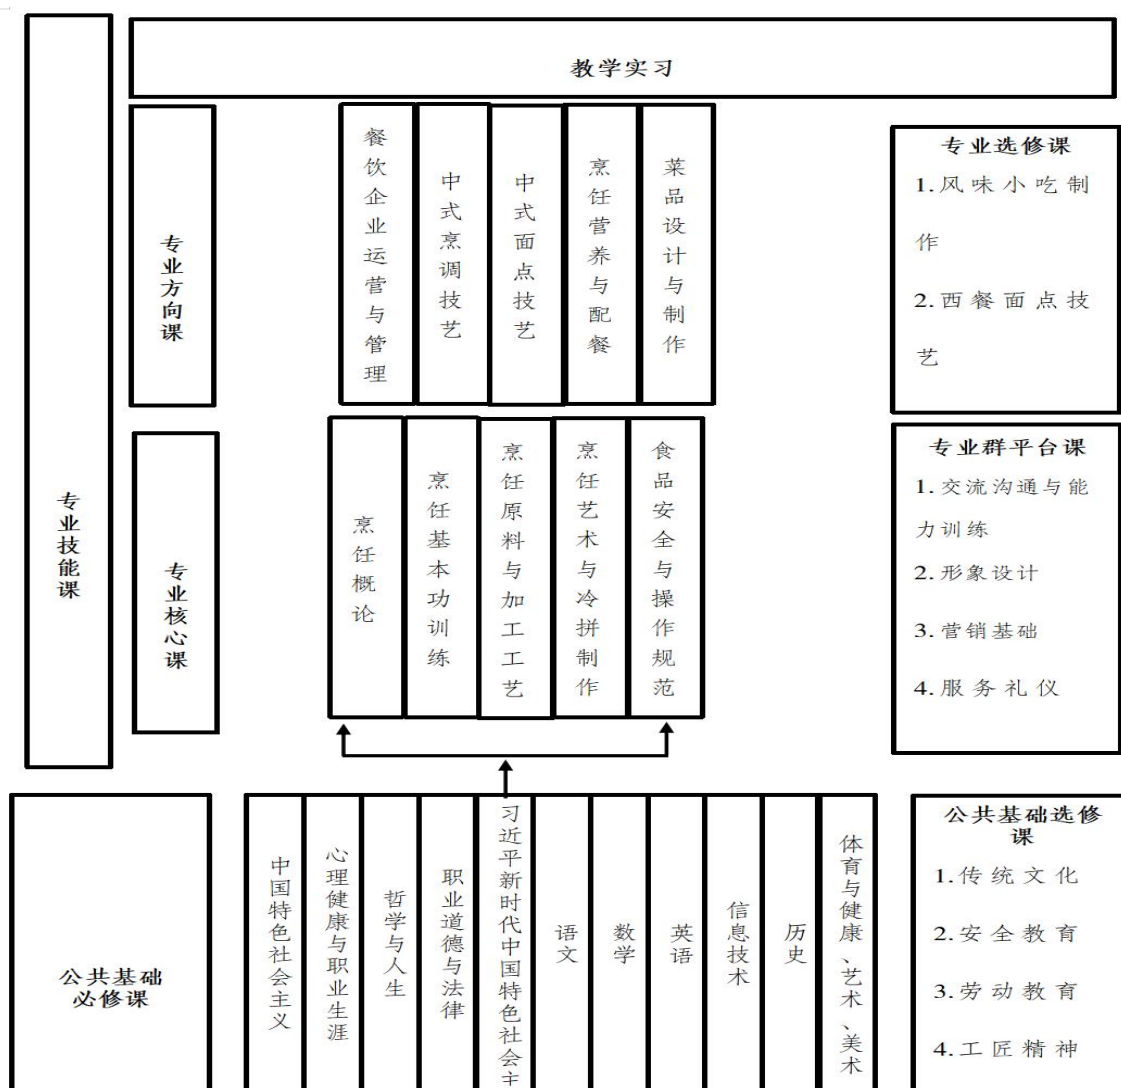 教学实习
专业技能课
专业方向课
餐饮企业运营与管理
中式烹调技艺
中式面点技艺
烹饪营养与配餐
菜品设计与制作
专业选修课
1.风味小吃制
作
2.西餐面点技
艺
专业核心课
烹饪概论
烹饪基本功训练
烹饪原料与加工工艺
烹饪艺术与冷拼制作
食品安全与操作规范
专业群平台课
1.交流沟通与能
力训练
2.形象设计
3.营销基础
4.服务礼仪
公共基础
必修课
中国特色社会主义
心理健康与职业生涯
哲学与人生
职业道德与法律
习近平新时代中国特色社会主
语文
数学
英语
信息技术
历史
体育与健康、艺术、美术
公共基础选修
课
1.传统文化
2.安全教育
3.劳动教育
4.工匠精神